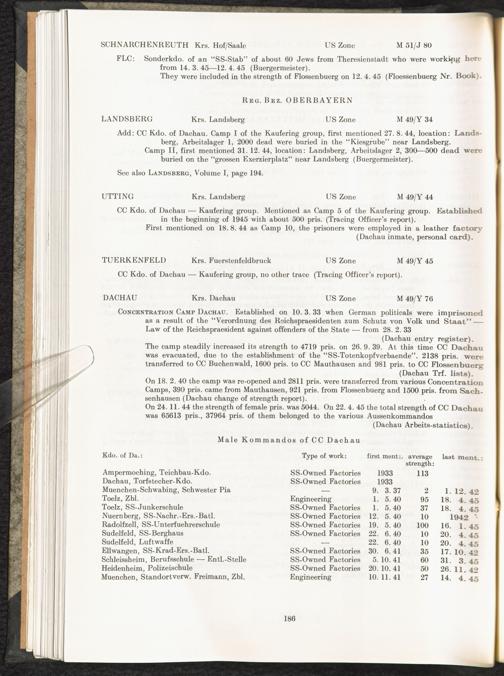 SCHNARCHENREUTH Krs. Hof/Saale US Zone M 51/J 80
FLC: Sonderkdo. of an "SS-Stab" of about 60 Jews from Theresienstadt who were working here
from 14. 3. 45—12. 4. 45 (Buergermeister).
They were included in the strength of Flossenbuerg on 12. 4. 45 (Floessenbuerg Nr. Book).
REG. BEZ. OBERBAYERN
LANDSBERG Krs. Landsberg US Zone M 49/Y 34
Add: CC Kdo. of Dachau. Camp I of the Kaufering group, first mentioned 27. 8. 44, location: Lands-
berg, Arbeitslager 1, 2000 dead were buried in the "Kiesgrube" near Landsberg.
Camp II, first mentioned 31. 12. 44, location: Landsberg, Arbeitslager 2, 300—500 dead were
buried on the "grossen Exerzierplatz" near Landsberg (Buergermeister).
See also LANDSBERG, Volume I, page 194.
UTTING Krs. Landsberg US Zone M 49/Y 44
CC Kdo. of Dachau — Kaufering group. Mentioned as Camp 5 of the Kaufering group. Established
in the beginning of 1945 with about 500 pris. (Tracing Officer's report).
First mentioned on 18. 8. 44 as Camp 10, the prisoners were employed in a leather factory
(Dachau inmate, personal card).
TUERKENFELD Krs. Fuerstenfeldbruck US Zone M 49/Y 45
CC Kdo. of Dachau — Kaufering group, no other trace (Tracing Officer's report).
DACHAU Krs. Dachau US Zone M 49/Y 76
CONCENTRATION CAMP DACHAU. Established on 10. 3. 33 when German politicals were imprisoned
as a result of the "Verordnung des Reichspraesidenten zum Schutz von Volk und Staat" —
Law of the Reichspraesident against offenders of the State — from 28. 2. 33
(Dachau entry register).
The camp steadily increased its strength to 4719 pris. on 26. 9. 39. At this time CC Dachau
was evacuated, due to the establishment of the "SS-Totenkopfverbaende". 2138 pris. were
transferred to CC Buchenwald, 1600 pris. to CC Mauthausen and 981 pris. to CC Flossenbuerg
(Dachau Trf. lists).
On 18. 2. 40 the camp was re-opened and 2811 pris. were transferred from various Concentration
Camps, 390 pris. came from Mauthausen, 921 pris. from Flossenburg and 1500 pris. from Sach-
senhausen (Dachau change of strength report).
On 24. 11. 44 the strength of female pris. was 5044. On 22. 4. 45 the total strength of CC Dachau
was 65613 pris., 37964 pris. of them belonged to the various Aussenkommandos
(Dachau Arbeits-statistics).
Male Kommandos of CC Dachau
Kdo. of Da.: Type of work: first ment.: average strength: last ment.:
Ampermoching, Teichbau-Kdo. SS-Owned Factories 1933 113
Dachau, Torfstecher-Kdo. SS-Owned Factories 1933
Muenchen-Schwabing, Schwester Pia — 9. 3. 37 2 1. 12. 42
Toelz, Zbl. Engineering 1. 5. 40 95 18. 4. 45
Toelz, SS-Junkerschule SS-Owned Factories 1. 5. 40 37 18. 4. 45
Nuernberg, SS-Nachr.-Ers.-Batl. SS-Owned Factories 12. 5. 40 10 1942
Radolfzell, SS-Unterfuehrerschule SS-Owned Factories 19. 5. 40 100 16. 1. 45
Sudelfeld, SS-Berghaus SS-Owned Factories 22. 6. 40 10 20. 4. 45
Sudelfeld, Luftwaffe — 22. 6. 40 10 20. 4. 45
Ellwangen, SS-Krad-Ers.-Batl. SS-Owned Factories 30. 6. 41 35 17. 10. 42
Schleissheim, Berufsschule — Entl.-Stelle SS-Owned Factories 5. 10. 41 60 31. 3. 45
Heidenheim, Polizeischule SS-Owned Factories 20. 10. 41 50 26. 11. 42
Muenchen, Standortverw. Freimann, Zbl. Engineering 10. 11. 41 27 14. 4. 45
186